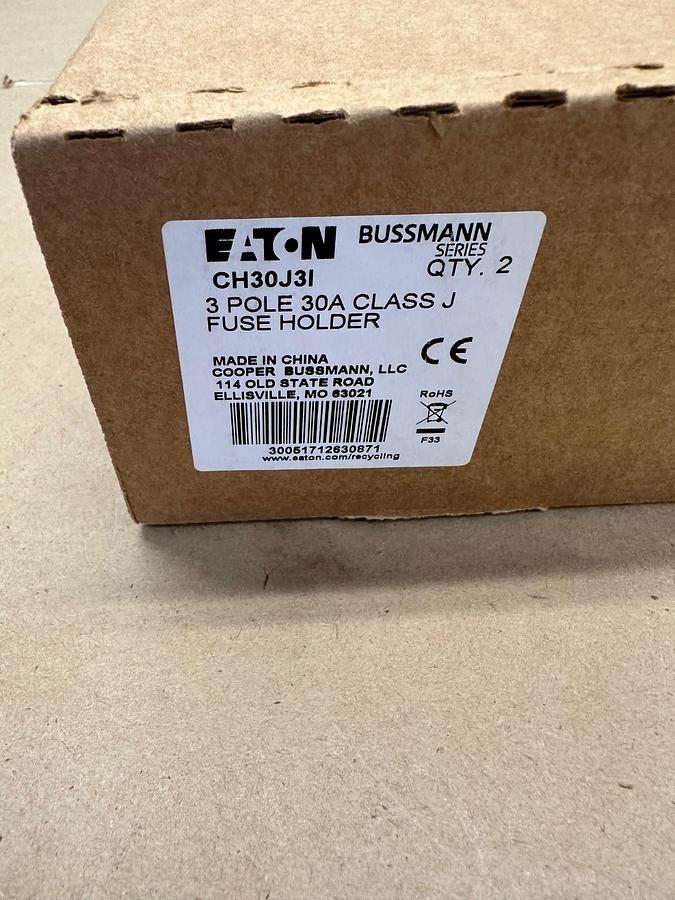 EATON BUSSMANN
SERIES
CH30J3I QTY. 2
3 POLE 30A CLASS J
FUSE HOLDER
MADE IN CHINA
COOPER BUSSMANN, LLC
114 OLD STATE ROAD
ELLISVILLE, MO 63021
CE
RoHS
F33
30051712630871
www.eaton.com/recycling